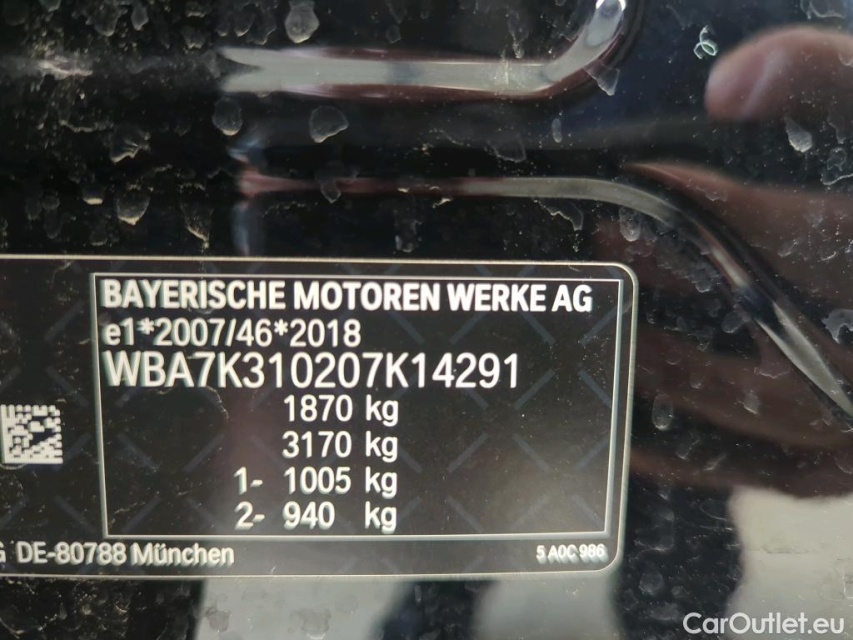 BAYERISCHE MOTOREN WERKE AG
e1*2007/46*2018
WBA7K310207K14291
1870 kg
3170 kg
1- 1005 kg
2- 940 kg
DE-80788 München
5 A0C 986
CarOutlet.eu